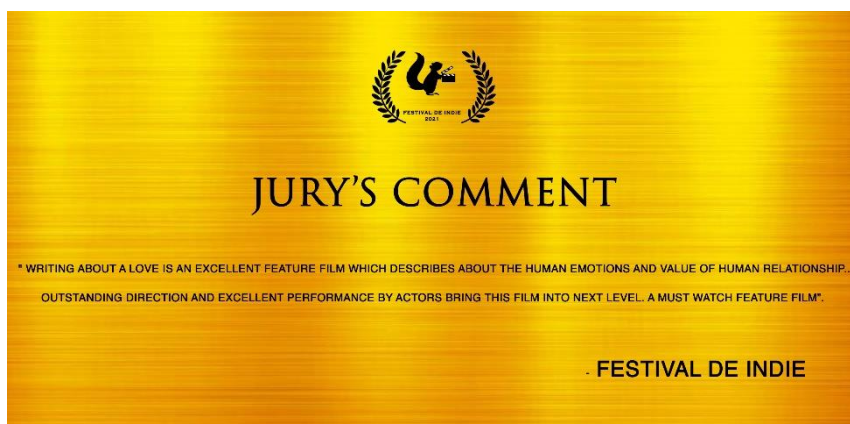 FESTIVAL DE INDIE
2021
JURY'S COMMENT
" WRITING ABOUT A LOVE IS AN EXCELLENT FEATURE FILM WHICH DESCRIBES ABOUT THE HUMAN EMOTIONS AND VALUE OF HUMAN RELATIONSHIP..
OUTSTANDING DIRECTION AND EXCELLENT PERFORMANCE BY ACTORS BRING THIS FILM INTO NEXT LEVEL. A MUST WATCH FEATURE FILM".
- FESTIVAL DE INDIE